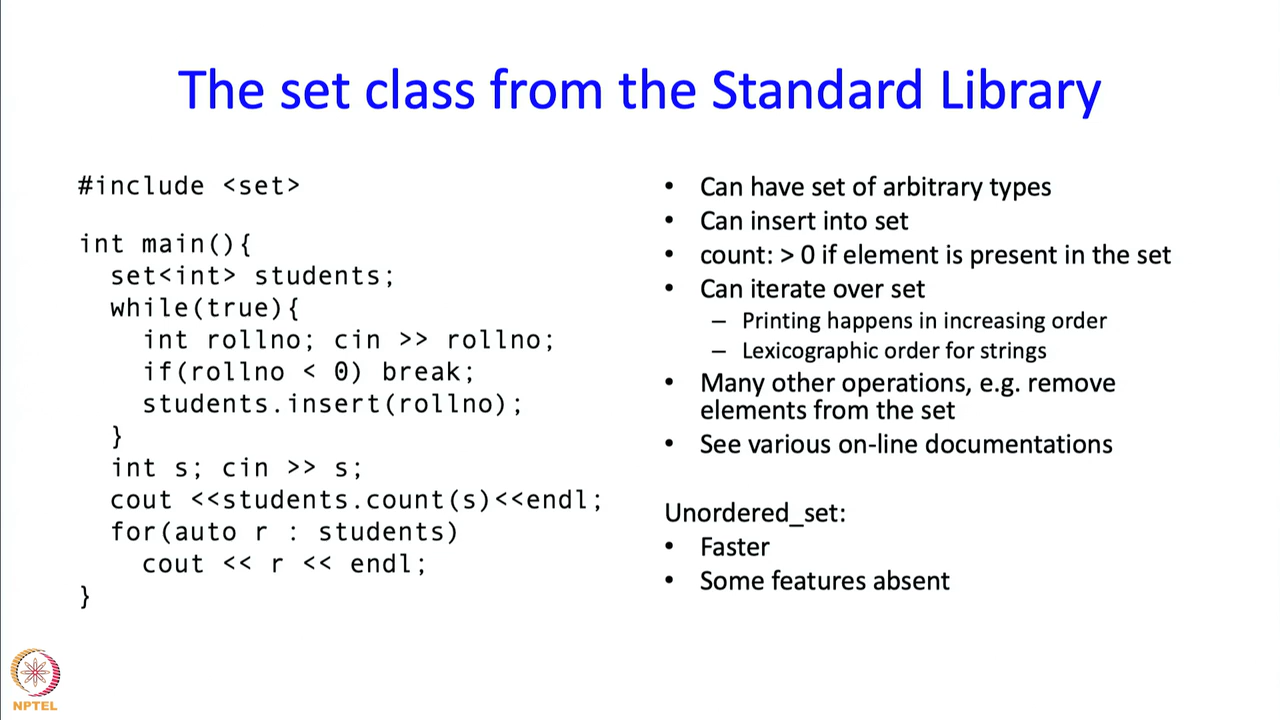 The set class from the Standard Library
#include <set>
int main(){
set<int> students;
while(true){
int rollno; cin >> rollno;
if(rollno < 0) break;
students.insert(rollno);
}
int s; cin >> s;
cout <<students.count(s)<<endl;
for(auto r : students)
cout << r << endl;
}
• Can have set of arbitrary types
• Can insert into set
• count: > 0 if element is present in the set
• Can iterate over set
– Printing happens in increasing order
– Lexicographic order for strings
• Many other operations, e.g. remove
elements from the set
• See various on-line documentations
Unordered_set:
• Faster
• Some features absent
NPTEL